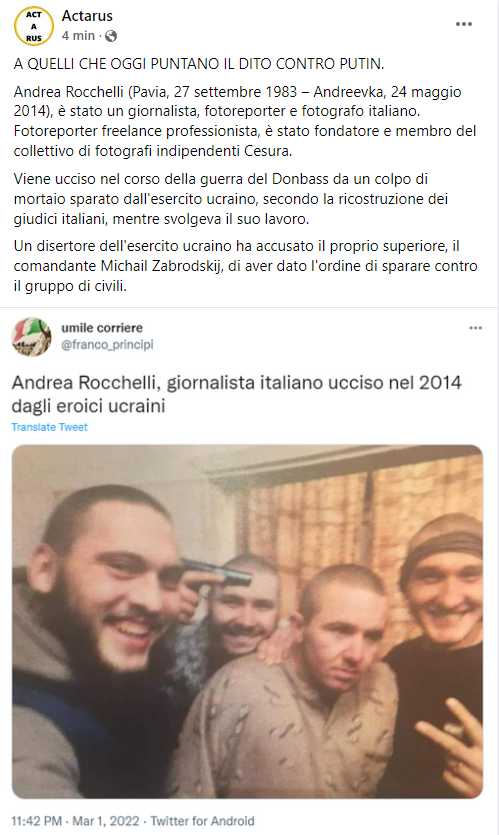 ACT
A
RUS
Actarus
4 min ·
A QUELLI CHE OGGI PUNTANO IL DITO CONTRO PUTIN.
Andrea Rocchelli (Pavia, 27 settembre 1983 – Andreevka, 24 maggio
2014), è stato un giornalista, fotoreporter e fotografo italiano.
Fotoreporter freelance professionista, è stato fondatore e membro del
collettivo di fotografi indipendenti Cesura.
Viene ucciso nel corso della guerra del Donbass da un colpo di
mortaio sparato dall'esercito ucraino, secondo la ricostruzione dei
giudici italiani, mentre svolgeva il suo lavoro.
Un disertore dell'esercito ucraino ha accusato il proprio superiore, il
comandante Michail Zabrodskij, di aver dato l'ordine di sparare contro
il gruppo di civili.
umile corriere
@franco_principi
Andrea Rocchelli, giornalista italiano ucciso nel 2014
dagli eroici ucraini
Translate Tweet
11:42 PM · Mar 1, 2022 · Twitter for Android